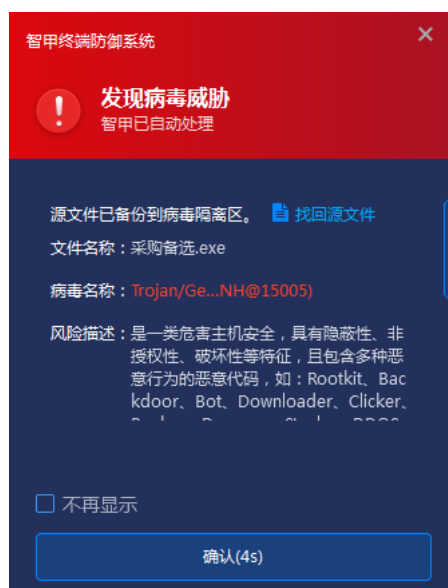 智甲终端防御系统
发现病毒威胁
智甲已自动处理
源文件已备份到病毒隔离区。 找回源文件
文件名称：采购备选.exe
病毒名称：Trojan/Ge...NH@15005)
风险描述：是一类危害主机安全，具有隐蔽性、非
授权性、破坏性等特征，且包含多种恶
意行为的恶意代码，如：Rootkit、Bac
kdoor、Bot、Downloader、Clicker、
不再显示
确认(4s)